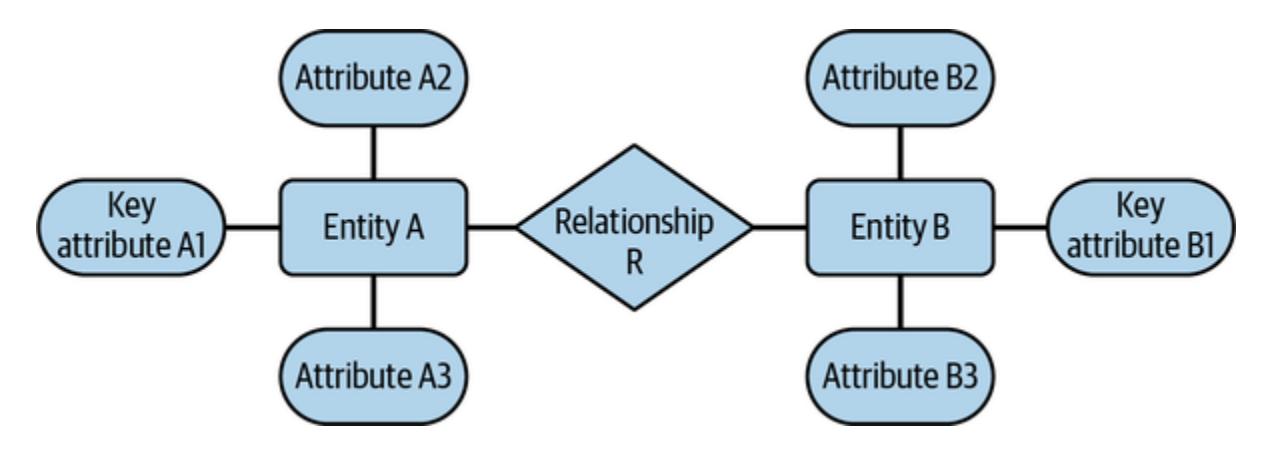 Attribute A2
Attribute B2
Key
attribute A1
Entity A
Relationship
R
Entity B
Key
attribute B1
Attribute A3
Attribute B3